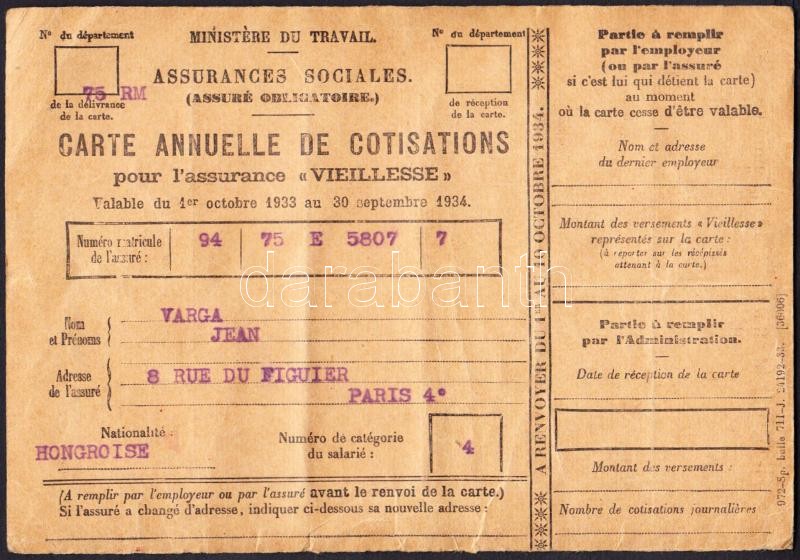 N° du département
75 RM
de la délivrance
de la carte.
MINISTÈRE DU TRAVAIL.
ASSURANCES SOCIALES.
(ASSURÉ OBLIGATOIRE.)
N° du département
de réception
de la carte.
CARTE ANNUELLE DE COTISATIONS
pour l'assurance «VIEILLESSE»
Valable du 1er octobre 1933 au 30 septembre 1934.
Numéro matricule
de l'assuré :
94 75 E 5807 7
Nom
et Prénoms
VARGA
JEAN
Adresse
de l'assuré
8 RUE DU FIGUIER
PARIS 4°
Nationalité :
HONGROISE
Numéro de catégorie
du salarié :
4
(A remplir par l'employeur ou par l'assuré avant le renvoi de la carte.)
Si l'assuré a changé d'adresse, indiquer ci-dessous sa nouvelle adresse :
A RENVOYER DU 1er AU 10 OCTOBRE 1934.
Partie à remplir
par l'employeur
(ou par l'assuré
si c'est lui qui détient la carte)
au moment
où la carte cesse d'être valable.
Nom et adresse
du dernier employeur
Montant des versements «Vieillesse»
représentés sur la carte :
(à reporter sur les récépissés
attenant à la carte.)
Partie à remplir
par l'Administration.
Date de réception de la carte
Montant des versements :
Nombre de cotisations journalières
972-Sp. bulle 711-J. 24192-33. [36006]
darabanth